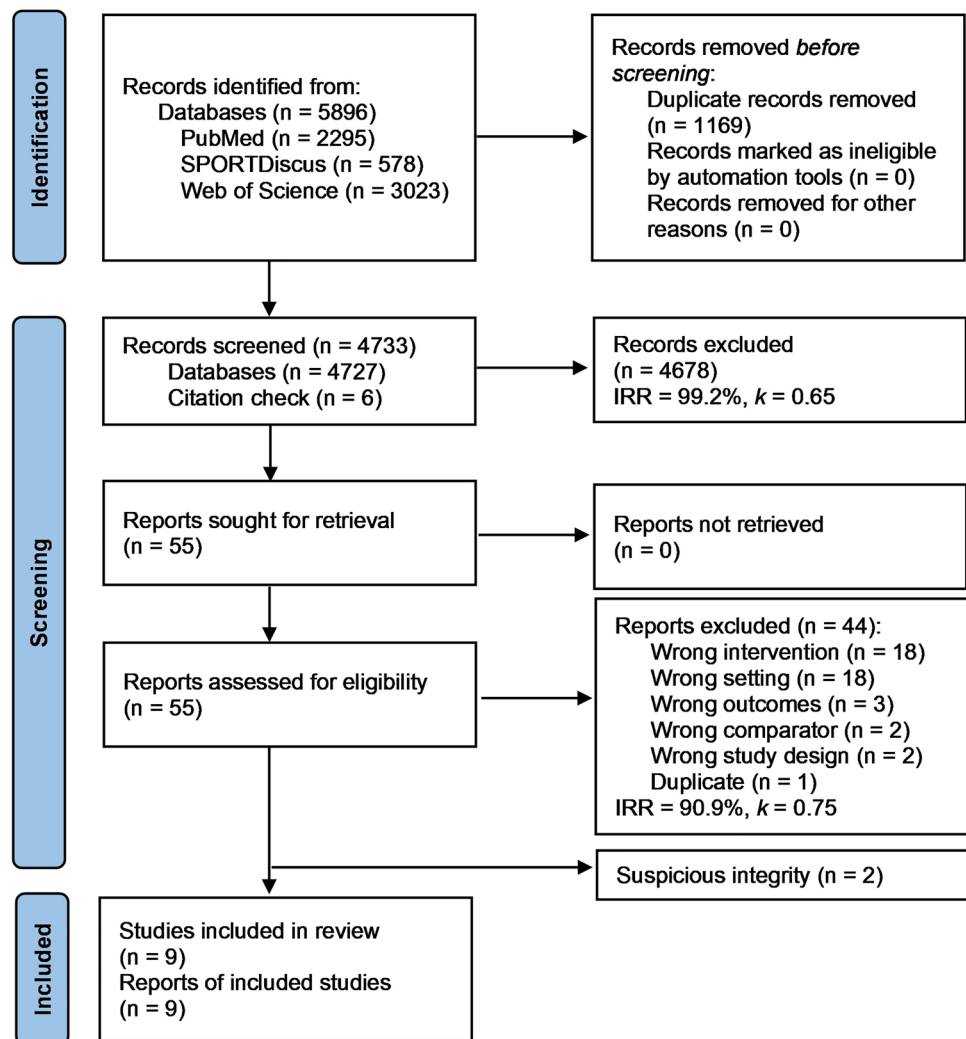 Identification
Records identified from:
Databases (n = 5896)
PubMed (n = 2295)
SPORTDiscus (n = 578)
Web of Science (n = 3023)
Records removed before
screening:
Duplicate records removed
(n = 1169)
Records marked as ineligible
by automation tools (n = 0)
Records removed for other
reasons (n = 0)
Screening
Records screened (n = 4733)
Databases (n = 4727)
Citation check (n = 6)
Records excluded
(n = 4678)
IRR = 99.2%, k = 0.65
Reports sought for retrieval
(n = 55)
Reports not retrieved
(n = 0)
Reports assessed for eligibility
(n = 55)
Reports excluded (n = 44):
Wrong intervention (n = 18)
Wrong setting (n = 18)
Wrong outcomes (n = 3)
Wrong comparator (n = 2)
Wrong study design (n = 2)
Duplicate (n = 1)
IRR = 90.9%, k = 0.75
Suspicious integrity (n = 2)
Included
Studies included in review
(n = 9)
Reports of included studies
(n = 9)